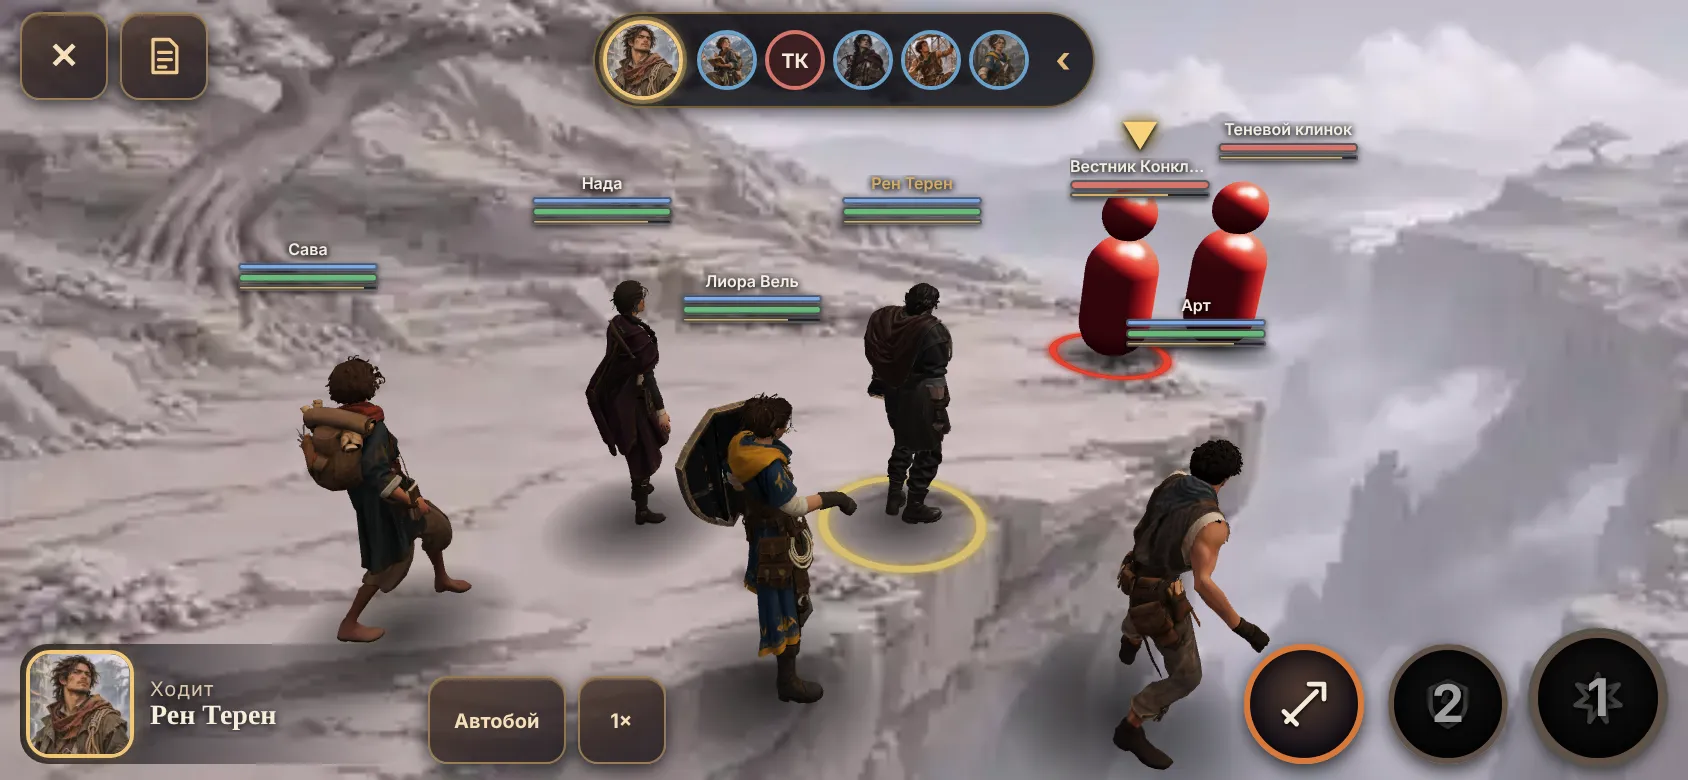 ТК
Теневой клинок
Вестник Конкл...
Нада
Рен Терен
Сава
Лиора Вель
Арт
Ходит
Рен Терен
Автобой
1×
2
1